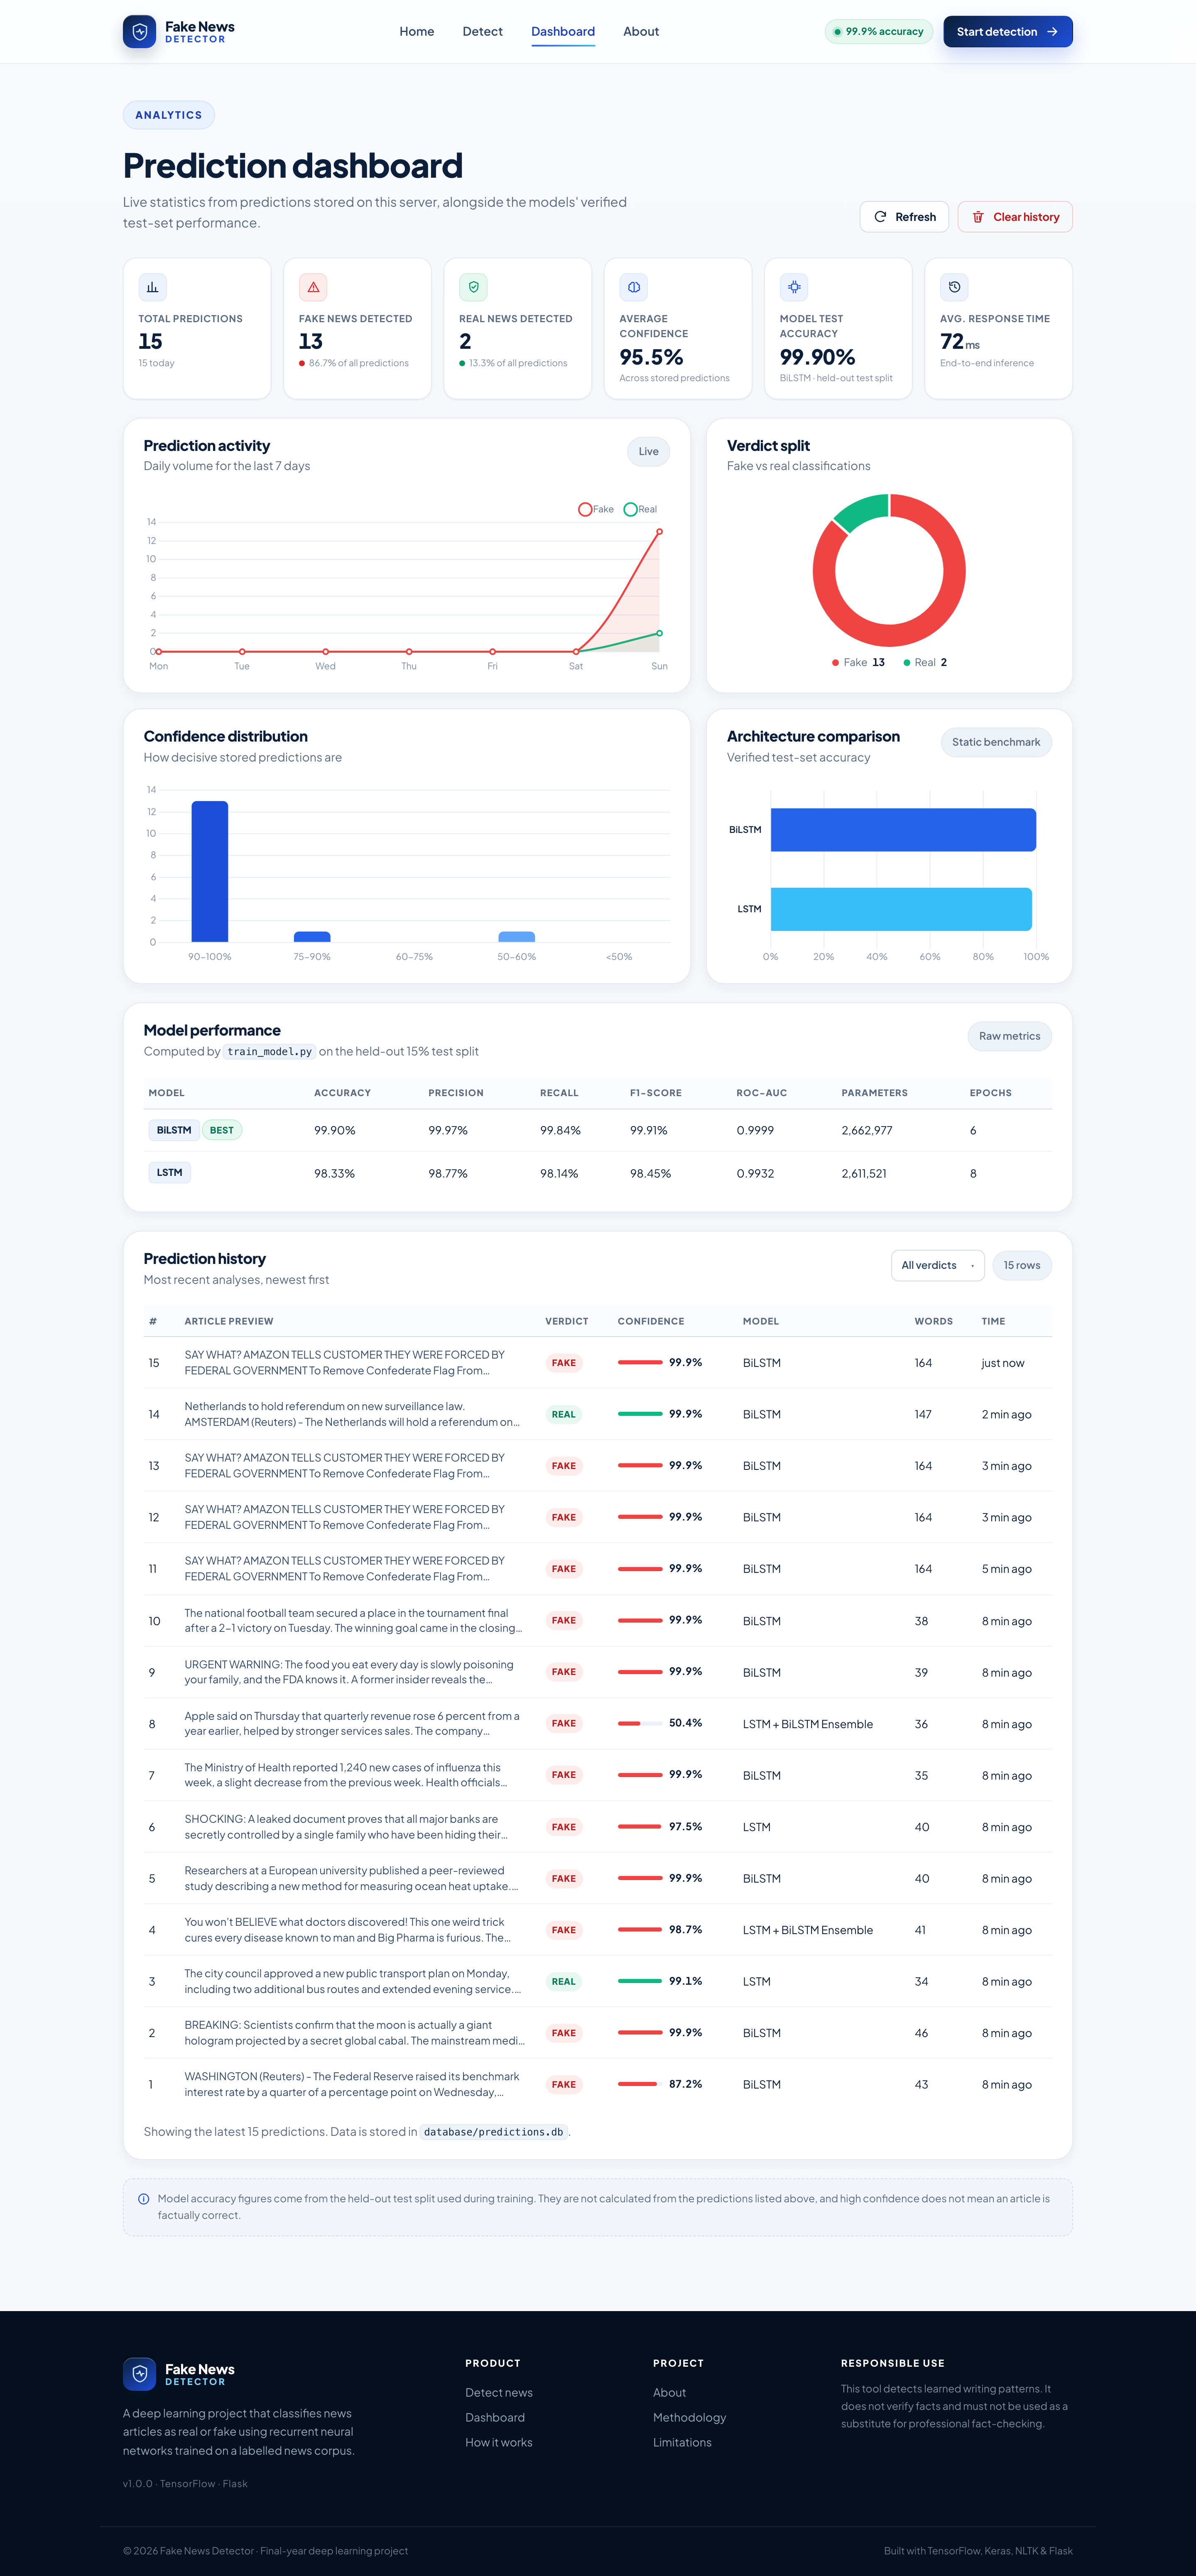 Fake News
DETECTOR
Home
Detect
Dashboard
About
99.9% accuracy
Start detection
ANALYTICS
Prediction dashboard
Live statistics from predictions stored on this server, alongside the models' verified
test-set performance.
Refresh
Clear history
TOTAL PREDICTIONS
15
15 today
FAKE NEWS DETECTED
13
86.7% of all predictions
REAL NEWS DETECTED
2
13.3% of all predictions
AVERAGE
CONFIDENCE
95.5%
Across stored predictions
MODEL TEST
ACCURACY
99.90%
BiLSTM · held-out test split
AVG. RESPONSE TIME
72 ms
End-to-end inference
Prediction activity
Daily volume for the last 7 days
Live
Fake Real
14
12
10
8
6
4
2
0
Mon Tue Wed Thu Fri Sat Sun
Verdict split
Fake vs real classifications
Fake 13 Real 2
Confidence distribution
How decisive stored predictions are
14
12
10
8
6
4
2
0
90–100% 75–90% 60–75% 50–60% <50%
Architecture comparison
Verified test-set accuracy
Static benchmark
BiLSTM
LSTM
0% 20% 40% 60% 80% 100%
Model performance
Computed by train_model.py on the held-out 15% test split
Raw metrics
MODEL ACCURACY PRECISION RECALL F1-SCORE ROC-AUC PARAMETERS EPOCHS
BiLSTM BEST 99.90% 99.97% 99.84% 99.91% 0.9999 2,662,977 6
LSTM 98.33% 98.77% 98.14% 98.45% 0.9932 2,611,521 8
Prediction history
Most recent analyses, newest first
All verdicts
15 rows
# ARTICLE PREVIEW VERDICT CONFIDENCE MODEL WORDS TIME
15 SAY WHAT? AMAZON TELLS CUSTOMER THEY WERE FORCED BY
FEDERAL GOVERNMENT To Remove Confederate Flag From… FAKE 99.9% BiLSTM 164 just now
14 Netherlands to hold referendum on new surveillance law.
AMSTERDAM (Reuters) - The Netherlands will hold a referendum on… REAL 99.9% BiLSTM 147 2 min ago
13 SAY WHAT? AMAZON TELLS CUSTOMER THEY WERE FORCED BY
FEDERAL GOVERNMENT To Remove Confederate Flag From… FAKE 99.9% BiLSTM 164 3 min ago
12 SAY WHAT? AMAZON TELLS CUSTOMER THEY WERE FORCED BY
FEDERAL GOVERNMENT To Remove Confederate Flag From… FAKE 99.9% BiLSTM 164 3 min ago
11 SAY WHAT? AMAZON TELLS CUSTOMER THEY WERE FORCED BY
FEDERAL GOVERNMENT To Remove Confederate Flag From… FAKE 99.9% BiLSTM 164 5 min ago
10 The national football team secured a place in the tournament final
after a 2–1 victory on Tuesday. The winning goal came in the closing… FAKE 99.9% BiLSTM 38 8 min ago
9 URGENT WARNING: The food you eat every day is slowly poisoning
your family, and the FDA knows it. A former insider reveals the… FAKE 99.9% BiLSTM 39 8 min ago
8 Apple said on Thursday that quarterly revenue rose 6 percent from a
year earlier, helped by stronger services sales. The company… FAKE 50.4% LSTM + BiLSTM Ensemble 36 8 min ago
7 The Ministry of Health reported 1,240 new cases of influenza this
week, a slight decrease from the previous week. Health officials… FAKE 99.9% BiLSTM 35 8 min ago
6 SHOCKING: A leaked document proves that all major banks are
secretly controlled by a single family who have been hiding their… FAKE 97.5% LSTM 40 8 min ago
5 Researchers at a European university published a peer-reviewed
study describing a new method for measuring ocean heat uptake.… FAKE 99.9% BiLSTM 40 8 min ago
4 You won't BELIEVE what doctors discovered! This one weird trick
cures every disease known to man and Big Pharma is furious. The… FAKE 98.7% LSTM + BiLSTM Ensemble 41 8 min ago
3 The city council approved a new public transport plan on Monday,
including two additional bus routes and extended evening service.… REAL 99.1% LSTM 34 8 min ago
2 BREAKING: Scientists confirm that the moon is actually a giant
hologram projected by a secret global cabal. The mainstream medi… FAKE 99.9% BiLSTM 46 8 min ago
1 WASHINGTON (Reuters) - The Federal Reserve raised its benchmark
interest rate by a quarter of a percentage point on Wednesday,… FAKE 87.2% BiLSTM 43 8 min ago
Showing the latest 15 predictions. Data is stored in database/predictions.db.
Model accuracy figures come from the held-out test split used during training. They are not calculated from the predictions listed above, and high confidence does not mean an article is
factually correct.
Fake News
DETECTOR
A deep learning project that classifies news
articles as real or fake using recurrent neural
networks trained on a labelled news corpus.
v1.0.0 · TensorFlow · Flask
PRODUCT
Detect news
Dashboard
How it works
PROJECT
About
Methodology
Limitations
RESPONSIBLE USE
This tool detects learned writing patterns. It
does not verify facts and must not be used as a
substitute for professional fact-checking.
© 2026 Fake News Detector · Final-year deep learning project
Built with TensorFlow, Keras, NLTK & Flask